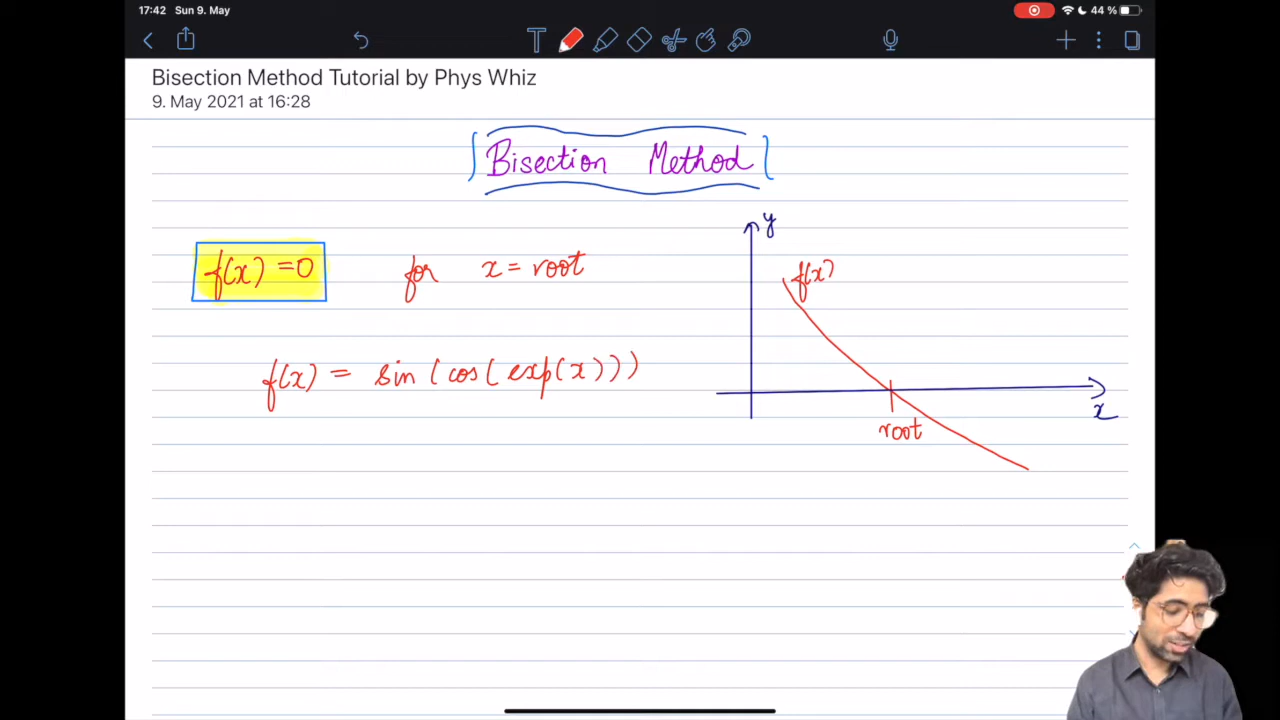 17:42 Sun 9. May
44 %
Bisection Method Tutorial by Phys Whiz
9. May 2021 at 16:28
Bisection Method
f(x) = 0 for x = root
y
f(x)
f(x) = sin(cos(exp(x)))
x
root